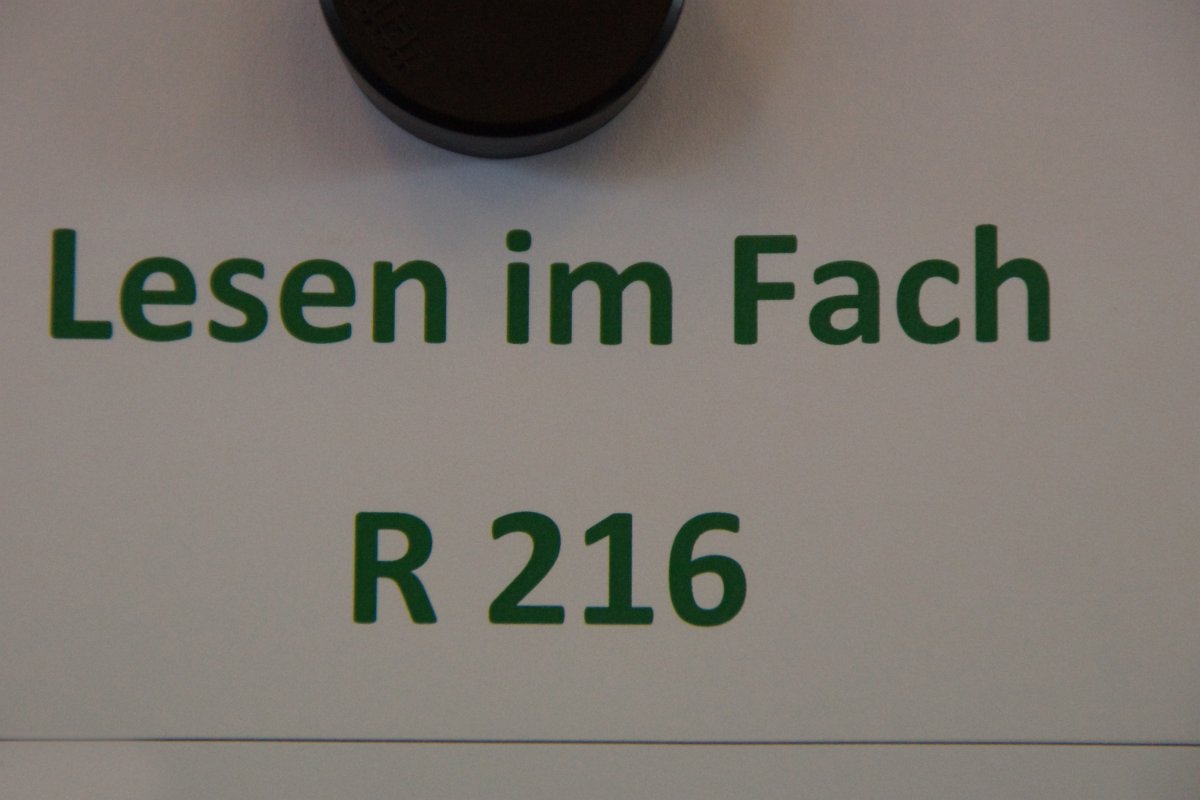 Lesen im Fach
R 216